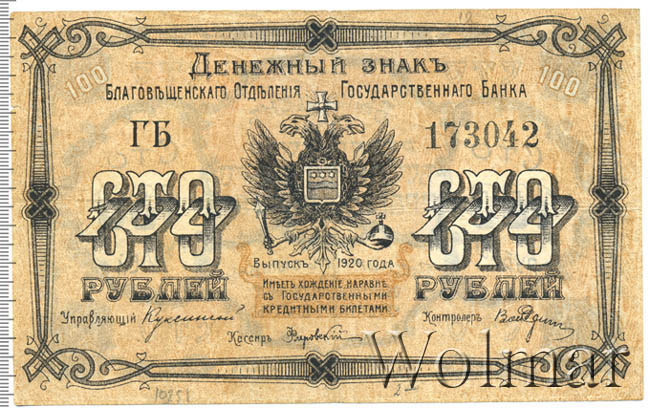 100
100
Денежный знакъ
Благовѣщенскаго Отдѣленія Государственнаго Банка
ГБ
173042
СТО
СТО
РУБЛЕЙ
РУБЛЕЙ
Выпускъ 1920 года
Имѣетъ хожденіе наравнѣ
съ Государственными
кредитными билетами
Управляющій
Контролеръ
Кассиръ
Wolmar